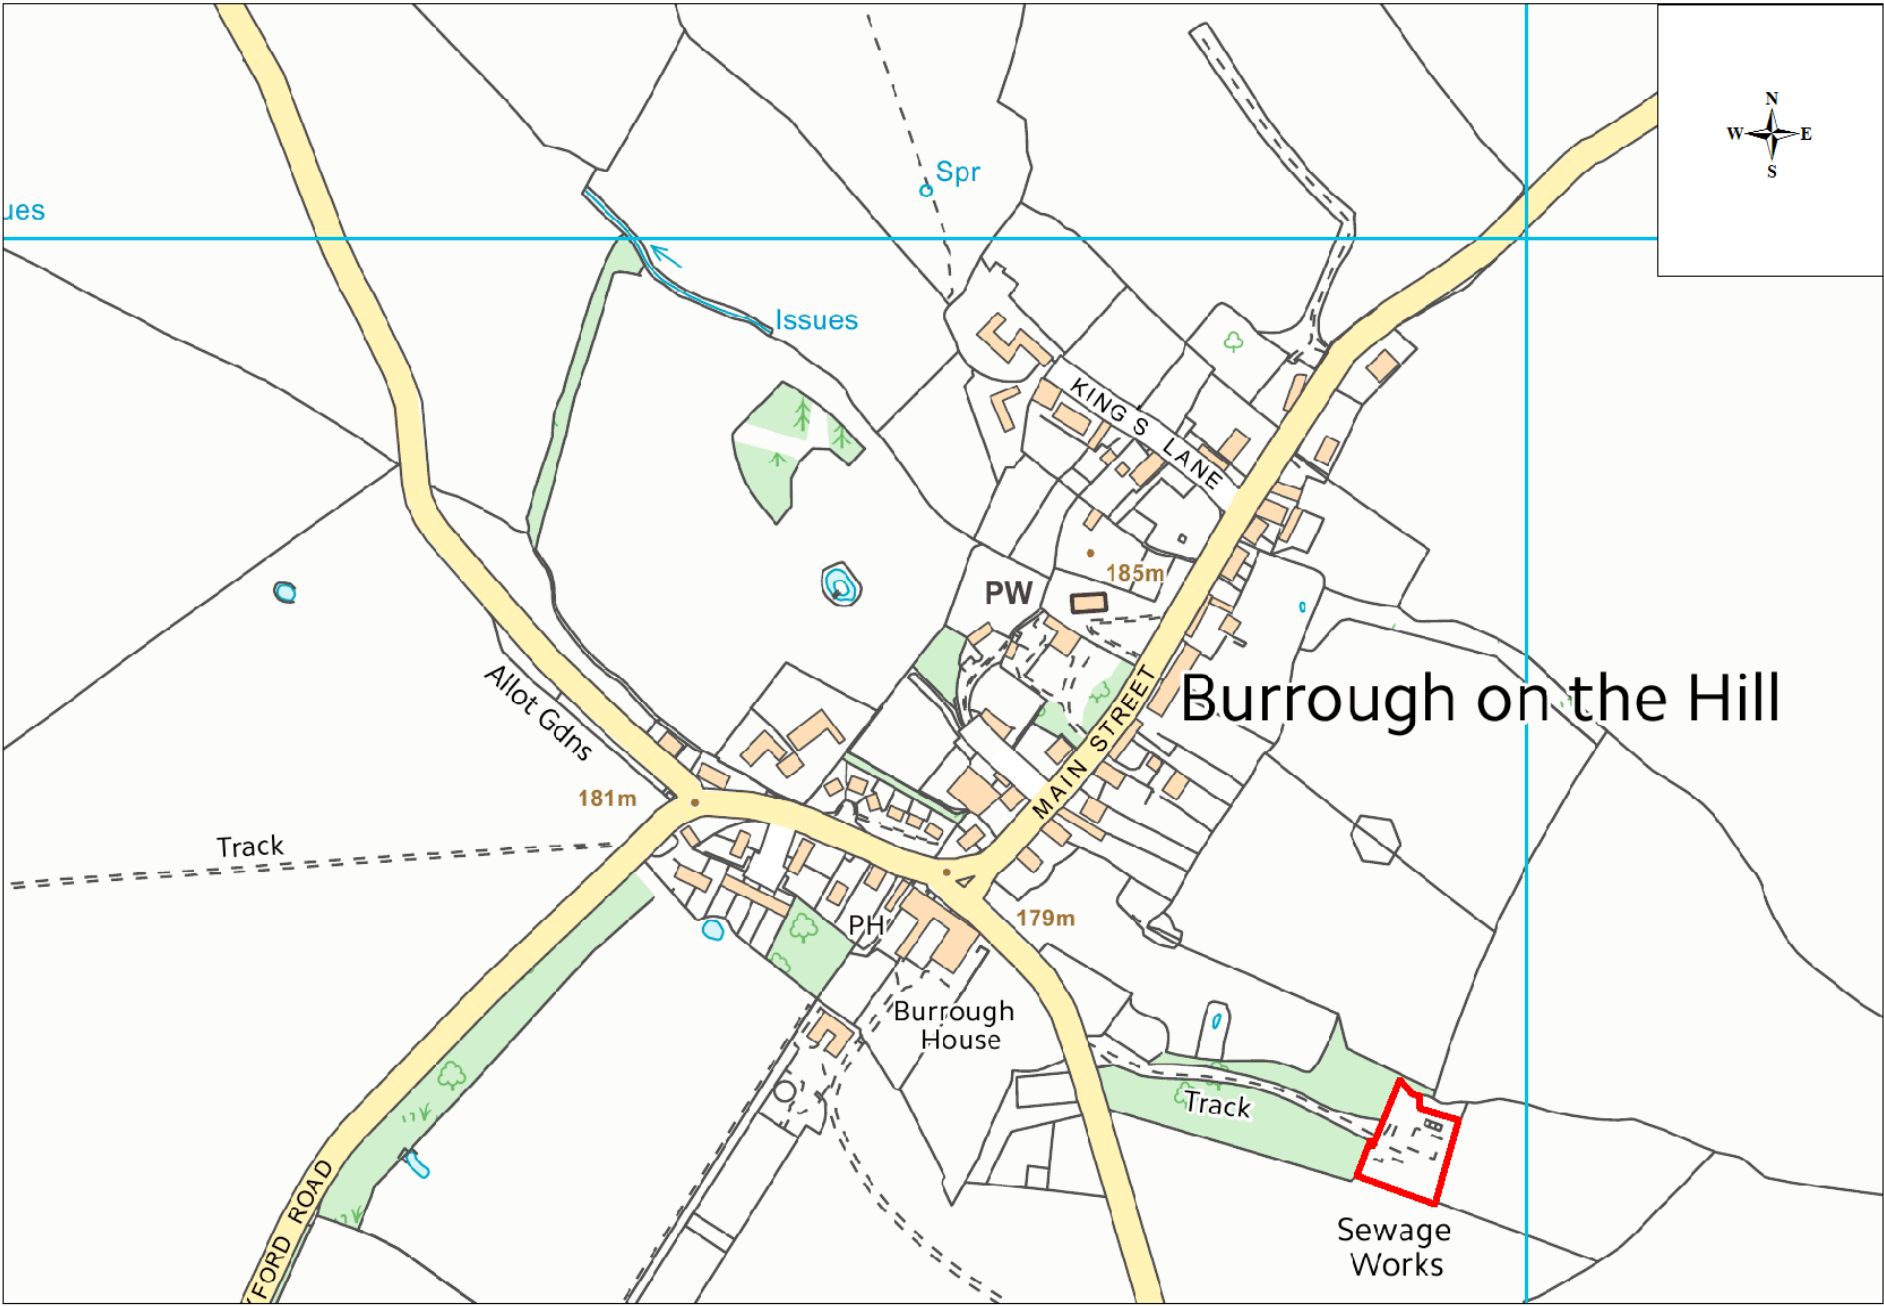 N
W E
S
Spr
ues
Issues
KING S LANE
185m
PW
Burrough on the Hill
Allot Gdns
MAIN STREET
181m
Track
PH
179m
Burrough
House
Track
Sewage
Works
FORD ROAD